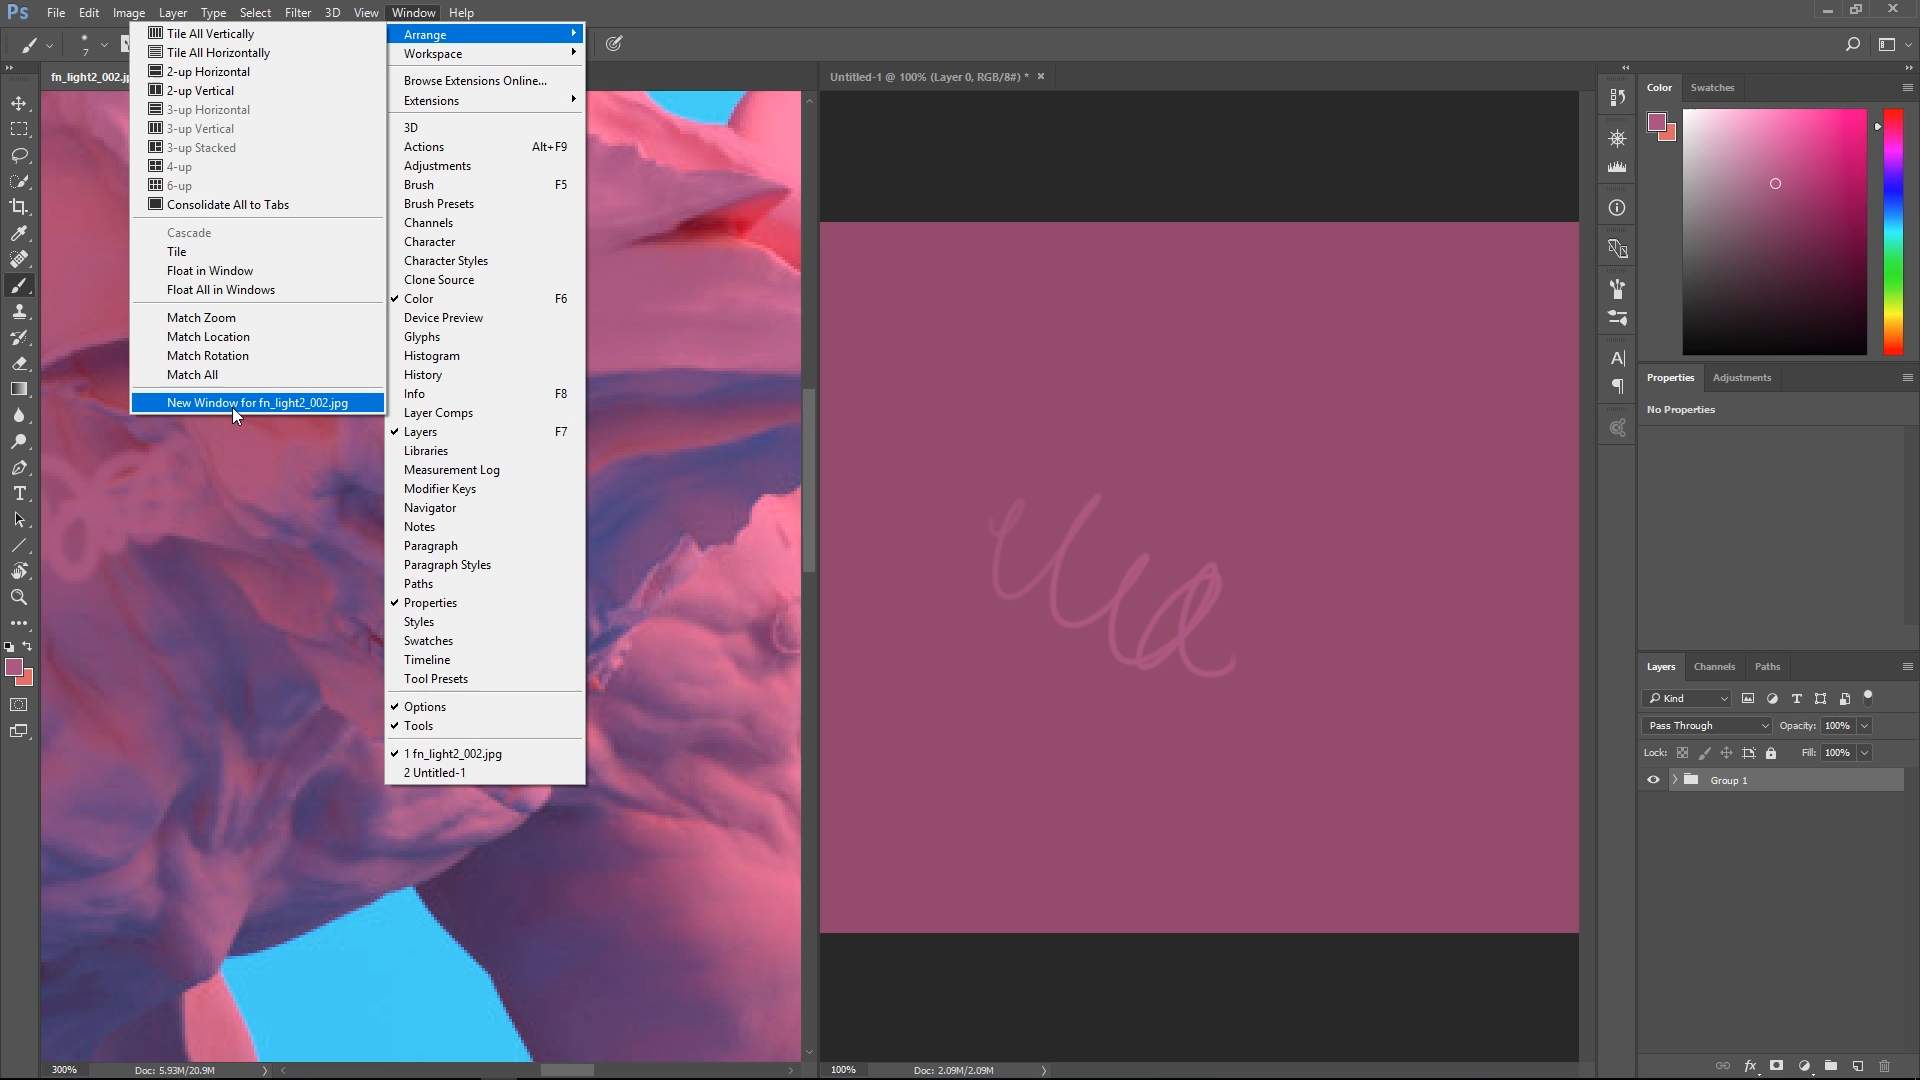 Ps File Edit Image Layer Type Select Filter 3D View Window Help
7
fn_light2_002.jp
Tile All Vertically
Tile All Horizontally
2-up Horizontal
2-up Vertical
3-up Horizontal
3-up Vertical
3-up Stacked
4-up
6-up
Consolidate All to Tabs
Cascade
Tile
Float in Window
Float All in Windows
Match Zoom
Match Location
Match Rotation
Match All
New Window for fn_light2_002.jpg
Arrange
Workspace
Browse Extensions Online...
Extensions
3D
Actions Alt+F9
Adjustments
Brush F5
Brush Presets
Channels
Character
Character Styles
Clone Source
Color F6
Device Preview
Glyphs
Histogram
History
Info F8
Layer Comps
Layers F7
Libraries
Measurement Log
Modifier Keys
Navigator
Notes
Paragraph
Paragraph Styles
Paths
Properties
Styles
Swatches
Timeline
Tool Presets
Options
Tools
1 fn_light2_002.jpg
2 Untitled-1
300% Doc: 5.93M/20.9M
Untitled-1 @ 100% (Layer 0, RGB/8#) *
100% Doc: 2.09M/2.09M
Color Swatches
Properties Adjustments
No Properties
Layers Channels Paths
Kind
Pass Through Opacity: 100%
Lock: Fill: 100%
Group 1
fx